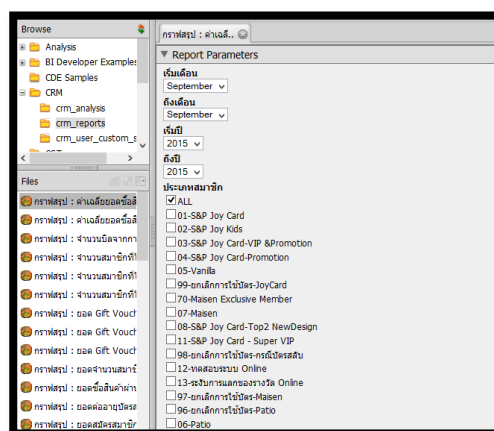 Browse
Analysis
BI Developer Examples
CDE Samples
CRM
crm_analysis
crm_reports
crm_user_custom_s
Files
กราฟสรุป : ค่าเฉลี่ยยอดซื้อสิ
กราฟสรุป : ค่าเฉลี่ยยอดซื้อสิ
กราฟสรุป : จำนวนบิลจากกา
กราฟสรุป : จำนวนสมาชิกที่ใ
กราฟสรุป : จำนวนสมาชิกที่ใ
กราฟสรุป : ยอด Gift Vouch
กราฟสรุป : ยอด Gift Vouch
กราฟสรุป : ยอด Gift Vouch
กราฟสรุป : ยอดจำนวนสมาชิ
กราฟสรุป : ยอดซื้อสินค้าผ่าน
กราฟสรุป : ยอดต่ออายุบัตรส
กราฟสรุป : ยอดสมัครสมาชิก
กราฟสรุป : ค่าเฉลี่..
Report Parameters
เริ่มเดือน
September
ถึงเดือน
September
เริ่มปี
2015
ถึงปี
2015
ประเภทสมาชิก
ALL
01-S&P Joy Card
02-S&P Joy Kids
03-S&P Joy Card-VIP &Promotion
04-S&P Joy Card-Promotion
05-Vanilla
99-ยกเลิกการใช้บัตร-JoyCard
70-Maisen Exclusive Member
07-Maisen
08-S&P Joy Card-Top2 NewDesign
11-S&P Joy Card - Super VIP
98-ยกเลิกการใช้บัตร-กรณีบัตรสลับ
12-ทดสอบระบบ Online
13-ระงับการแลกของรางวัล Online
97-ยกเลิกการใช้บัตร-Maisen
96-ยกเลิกการใช้บัตร-Patio
06-Patio